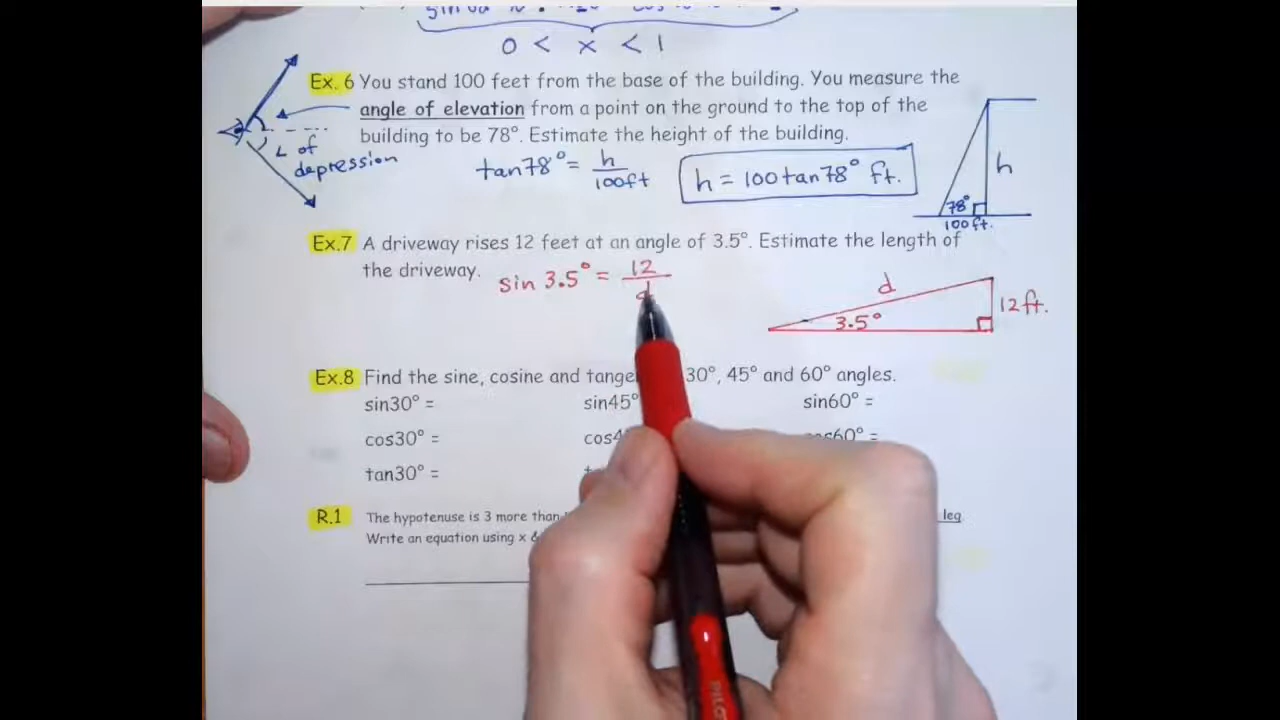 0 < x < 1
Ex. 6 You stand 100 feet from the base of the building. You measure the
angle of elevation from a point on the ground to the top of the
building to be 78°. Estimate the height of the building.
∠ of
depression
tan78° = h/100ft
h = 100tan78° ft.
h
78°
100ft.
Ex.7 A driveway rises 12 feet at an angle of 3.5°. Estimate the length of
the driveway.
sin 3.5° = 12/d
d
3.5°
12ft.
Ex.8 Find the sine, cosine and 30°, 45° and 60° angles.
sin30° = sin45° sin60° =
cos30° =
tan30° =
R.1 The hypotenuse is 3 more leg
Write an equation using x &
PILOT